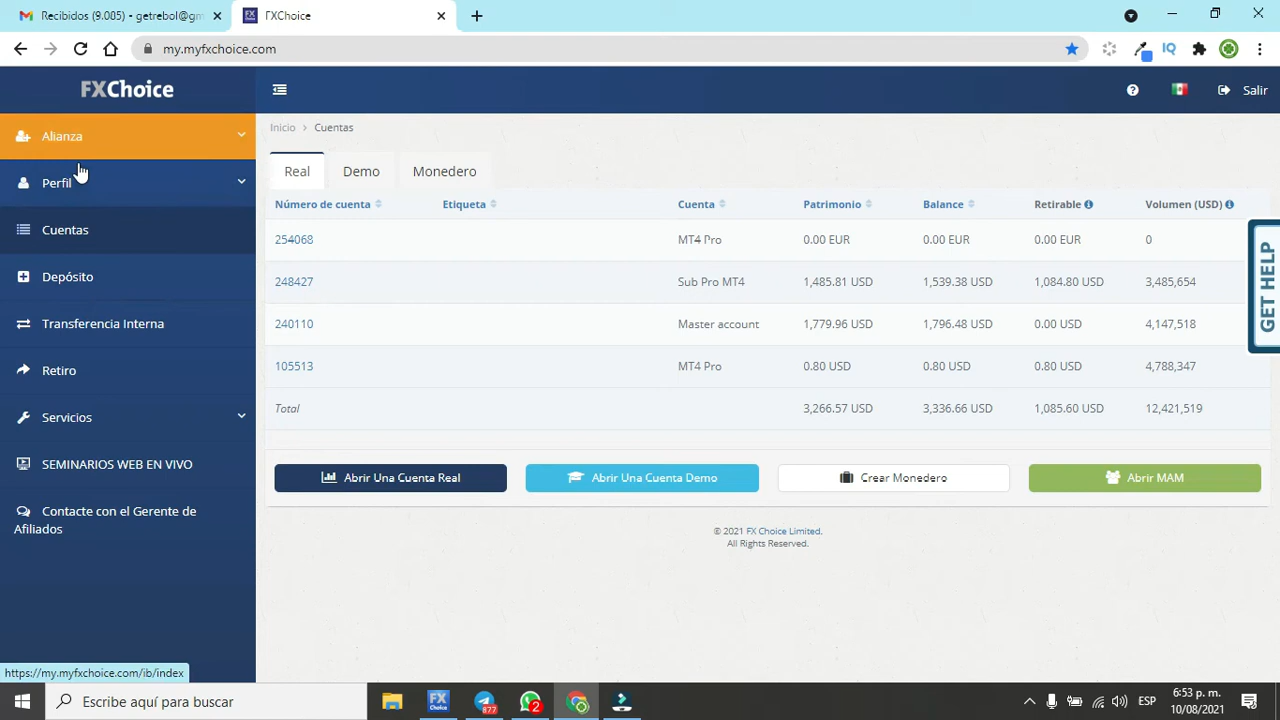 Recibidos (9.005) - getrebol@gm
FXChoice
my.myfxchoice.com
IQ
FXChoice
Salir
Alianza
Perfil
Cuentas
Depósito
Transferencia Interna
Retiro
Servicios
SEMINARIOS WEB EN VIVO
Contacte con el Gerente de
Afiliados
Inicio > Cuentas
Real Demo Monedero
Número de cuenta Etiqueta Cuenta Patrimonio Balance Retirable Volumen (USD)
254068 MT4 Pro 0.00 EUR 0.00 EUR 0.00 EUR 0
248427 Sub Pro MT4 1,485.81 USD 1,539.38 USD 1,084.80 USD 3,485,654
240110 Master account 1,779.96 USD 1,796.48 USD 0.00 USD 4,147,518
105513 MT4 Pro 0.80 USD 0.80 USD 0.80 USD 4,788,347
Total 3,266.57 USD 3,336.66 USD 1,085.60 USD 12,421,519
Abrir Una Cuenta Real Abrir Una Cuenta Demo Crear Monedero Abrir MAM
© 2021 FX Choice Limited.
All Rights Reserved.
GET HELP
https://my.myfxchoice.com/ib/index
Escribe aquí para buscar
FX
CHOICE
877
2
ESP
6:53 p. m.
10/08/2021